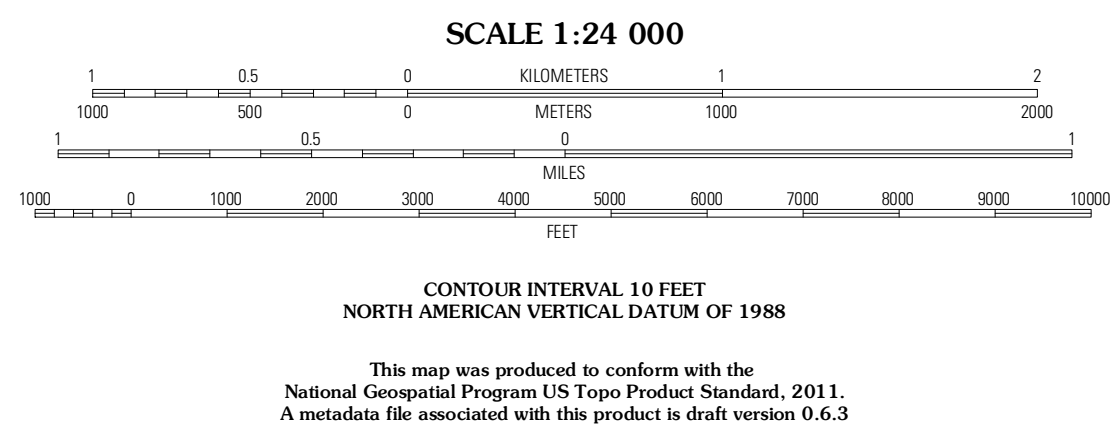 SCALE 1:24 000
1 0.5 0 KILOMETERS 1 2
1000 500 0 METERS 1000 2000
1 0.5 0 1
MILES
1000 0 1000 2000 3000 4000 5000 6000 7000 8000 9000 10000
FEET
CONTOUR INTERVAL 10 FEET
NORTH AMERICAN VERTICAL DATUM OF 1988
This map was produced to conform with the
National Geospatial Program US Topo Product Standard, 2011.
A metadata file associated with this product is draft version 0.6.3